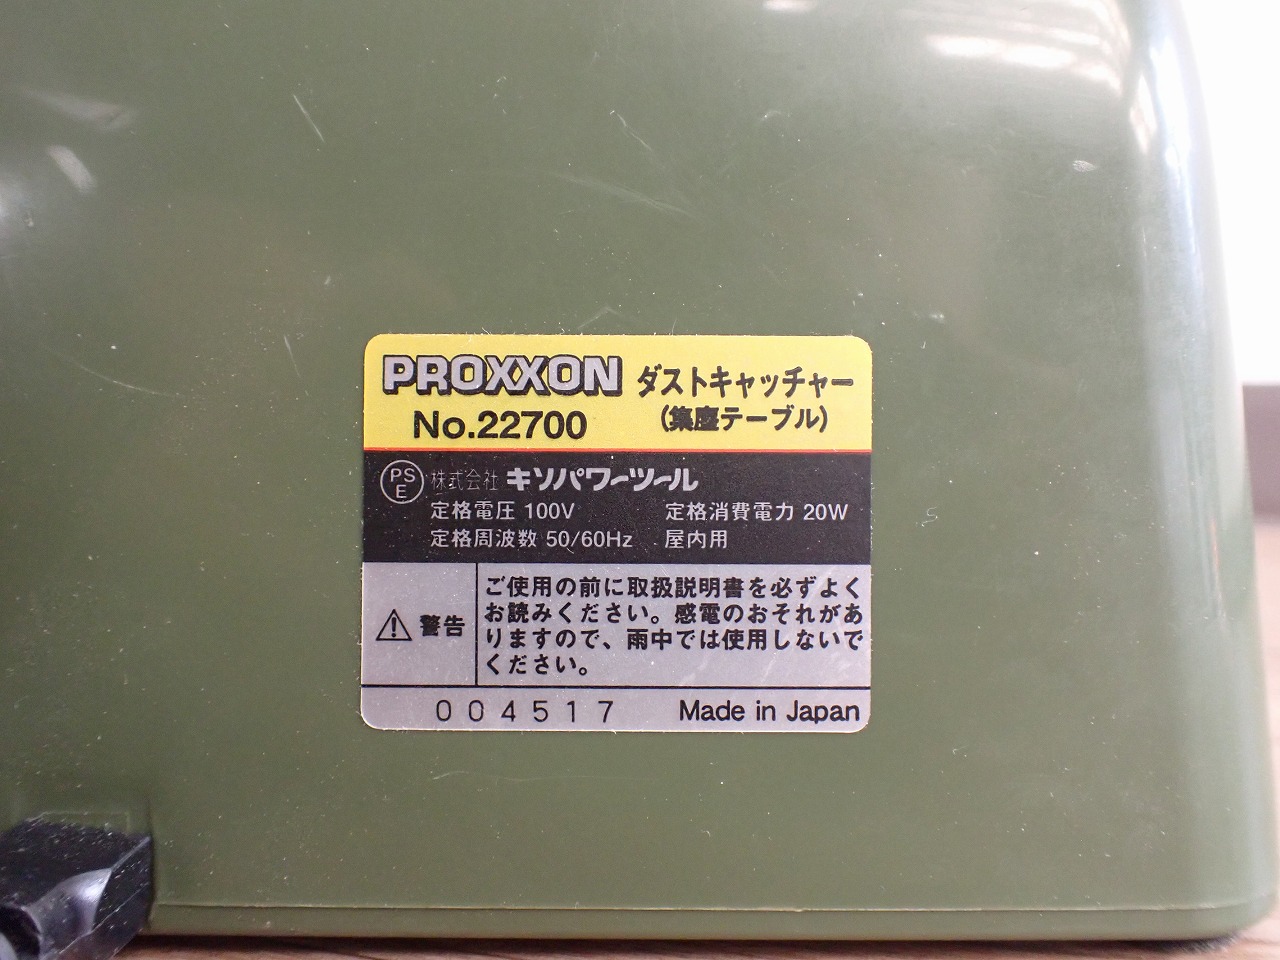 PROXXON ダストキャッチャー
No.22700 (集塵テーブル)
PS
E
株式会社 キソパワーツール
定格電圧 100V 定格消費電力 20W
定格周波数 50/60Hz 屋内用
警告
ご使用の前に取扱説明書を必ずよく
お読みください。感電のおそれがあ
りますので、雨中では使用しないで
ください。
004517 Made in Japan